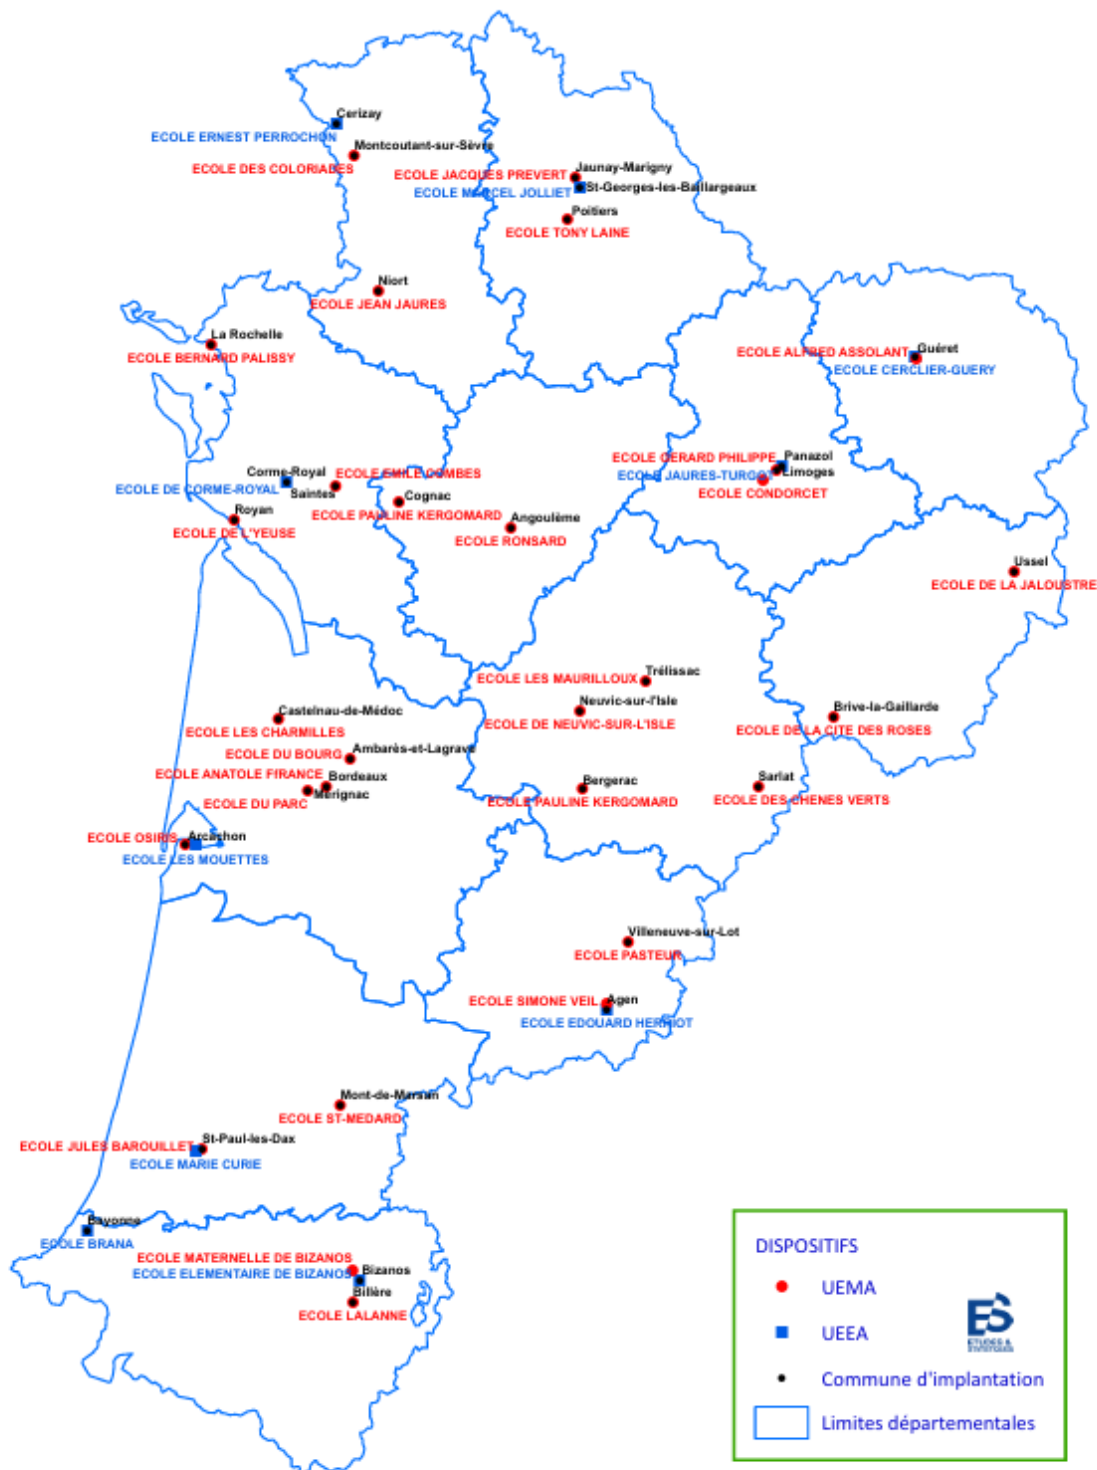 Cerizay
ECOLE ERNEST PERROCHON
Montcoutant-sur-Sèvre
ECOLE DES COLORIADES
Jaunay-Marigny
ECOLE JACQUES PREVERT
St-Georges-les-Baillargeaux
ECOLE MARCEL JOLLIET
Poitiers
ECOLE TONY LAINE
Niort
ECOLE JEAN JAURES
La Rochelle
ECOLE BERNARD PALISSY
ECOLE ALFRED ASSOLANT
Guéret
ECOLE CERCLIER-GUERY
ECOLE GERARD PHILIPPE
Panazol
ECOLE JAURES-TURGOT
Limoges
ECOLE CONDORCET
Corme-Royal
ECOLE EMILE COMBES
ECOLE DE CORME-ROYAL
Saintes
Cognac
ECOLE PAULINE KERGOMARD
Royan
ECOLE DE L'YEUSE
Angoulème
ECOLE RONSARD
Ussel
ECOLE DE LA JALOUSTRE
Trélissac
ECOLE LES MAURILLOUX
Neuvic-sur-l'Isle
ECOLE DE NEUVIC-SUR-L'ISLE
Brive-la-Gaillarde
ECOLE DE LA CITE DES ROSES
Castelnau-de-Médoc
ECOLE LES CHARMILLES
Ambarès-et-Lagrave
ECOLE DU BOURG
ECOLE ANATOLE FIRANCE
Bordeaux
ECOLE DU PARC
Mérignac
Bergerac
ECOLE PAULINE KERGOMARD
Sarlat
ECOLE DES CHENES VERTS
ECOLE OSIRIS
Arcachon
ECOLE LES MOUETTES
Villeneuve-sur-Lot
ECOLE PASTEUR
ECOLE SIMONE VEIL
Agen
ECOLE EDOUARD HERRIOT
Mont-de-Marsan
ECOLE ST-MEDARD
St-Paul-les-Dax
ECOLE JULES BAROUILLET
ECOLE MARIE CURIE
Bayonne
ECOLE BRANA
ECOLE MATERNELLE DE BIZANOS
Bizanos
ECOLE ELEMENTAIRE DE BIZANOS
Billère
ECOLE LALANNE
DISPOSITIFS
UEMA
UEEA
ES
ETUDES &
STATISTIQUES
Commune d'implantation
Limites départementales